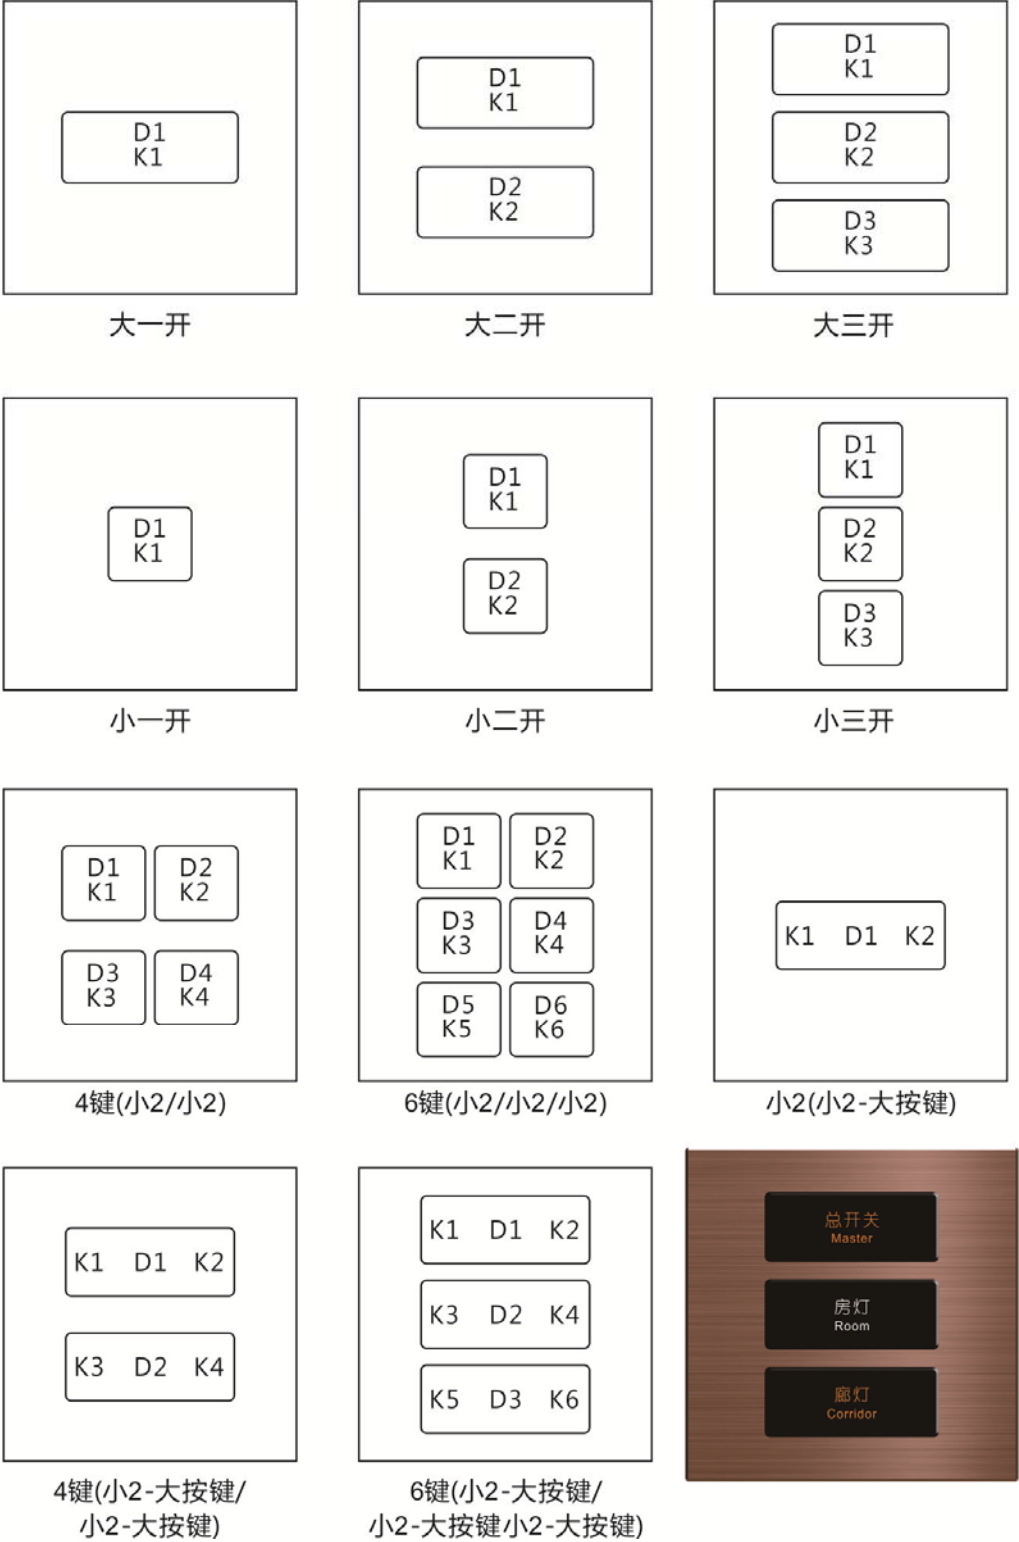 D1
K1
大一开
D1
K1
D2
K2
大二开
D1
K1
D2
K2
D3
K3
大三开
D1
K1
小一开
D1
K1
D2
K2
小二开
D1
K1
D2
K2
D3
K3
小三开
D1 D2
K1 K2
D3 D4
K3 K4
4键(小2/小2)
D1 D2
K1 K2
D3 D4
K3 K4
D5 D6
K5 K6
6键(小2/小2/小2)
K1 D1 K2
小2(小2-大按键)
K1 D1 K2
K3 D2 K4
4键(小2-大按键/
小2-大按键)
K1 D1 K2
K3 D2 K4
K5 D3 K6
6键(小2-大按键/
小2-大按键小2-大按键)
总开关
Master
房灯
Room
廊灯
Corridor